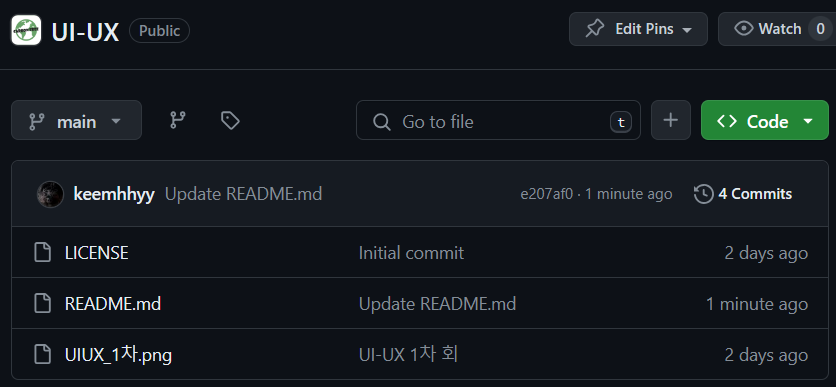 UI-UX Public Edit Pins Watch 0
main Go to file t + Code
keemhhyy Update README.md e207af0 · 1 minute ago 4 Commits
LICENSE Initial commit 2 days ago
README.md Update README.md 1 minute ago
UIUX_1차.png UI-UX 1차 회 2 days ago